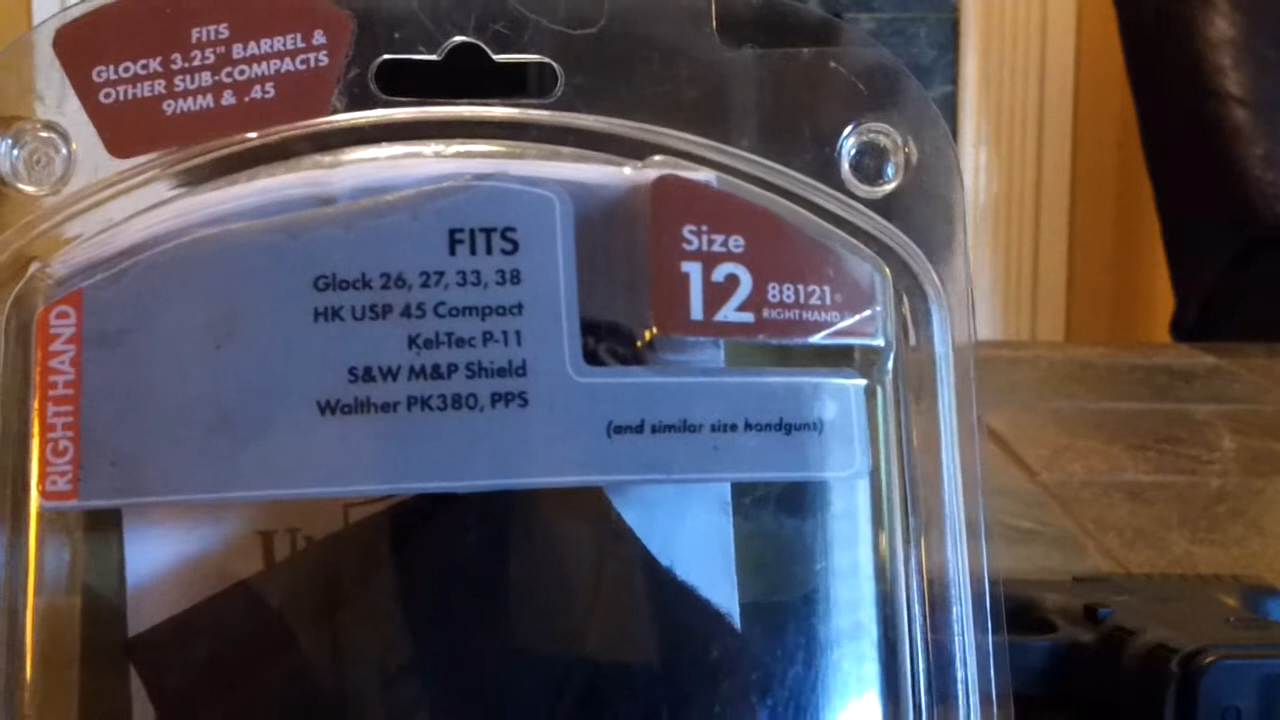 FITS
GLOCK 3.25" BARREL &
OTHER SUB-COMPACTS
9MM & .45
FITS
Glock 26, 27, 33, 38
HK USP 45 Compact
Kel-Tec P-11
S&W M&P Shield
Walther PK380, PPS
(and similar size handguns)
Size
12
88121
RIGHT HAND
RIGHT HAND